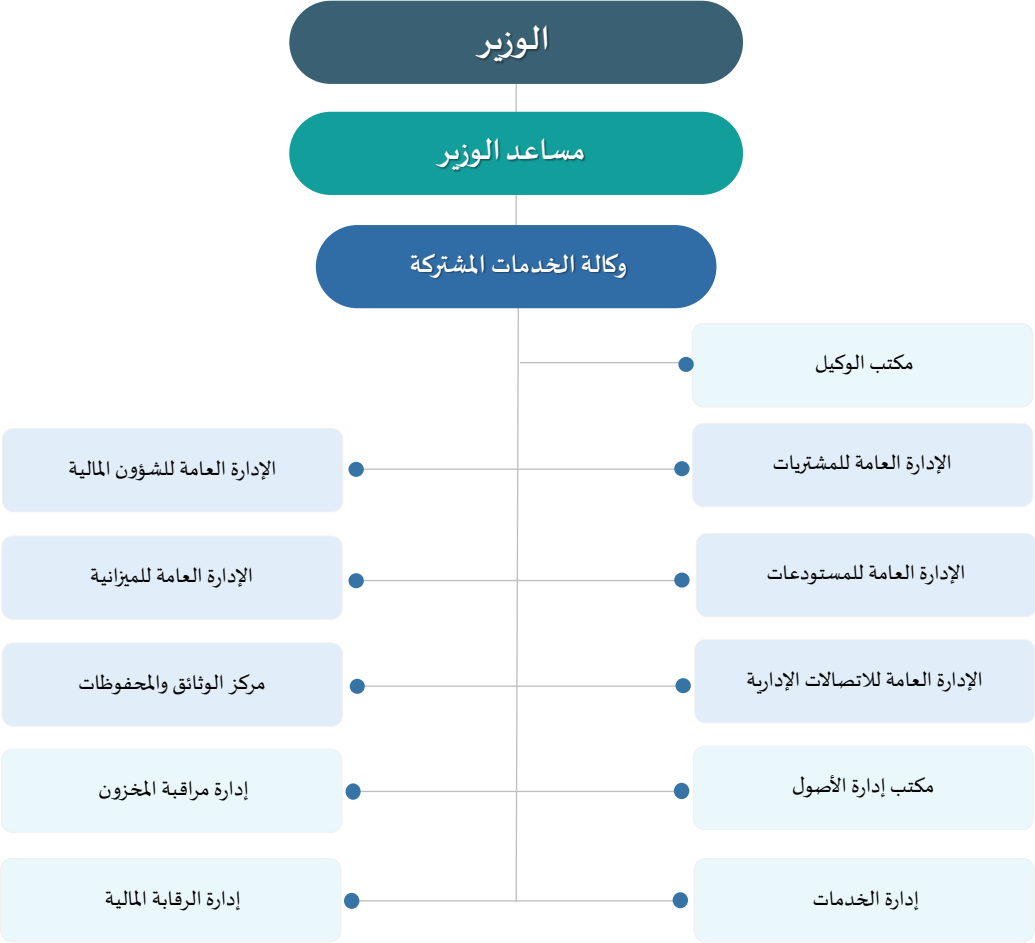 الوزير
مساعد الوزير
وكالة الخدمات المشتركة
مكتب الوكيل
الإدارة العامة للمشتريات
الإدارة العامة للشؤون المالية
الإدارة العامة للمستودعات
الإدارة العامة للميزانية
الإدارة العامة للاتصالات الإدارية
مركز الوثائق والمحفوظات
مكتب إدارة الأصول
إدارة مراقبة المخزون
إدارة الخدمات
إدارة الرقابة المالية